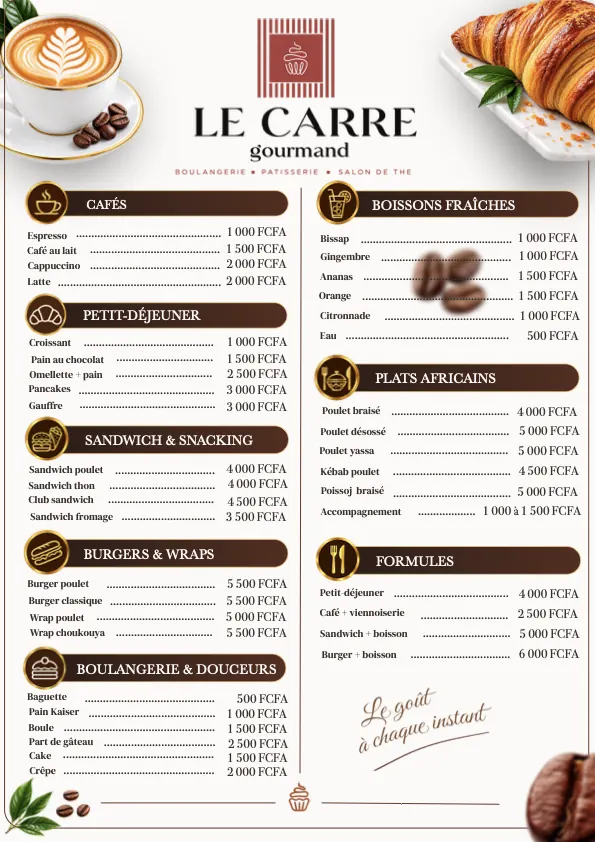 LE CARRE
gourmand
BOULANGERIE • PATISSERIE • SALON DE THE
CAFÉS
Espresso 1 000 FCFA
Café au lait 1 500 FCFA
Cappuccino 2 000 FCFA
Latte 2 000 FCFA
PETIT-DÉJEUNER
Croissant 1 000 FCFA
Pain au chocolat 1 500 FCFA
Omellette + pain 2 500 FCFA
Pancakes 3 000 FCFA
Gauffre 3 000 FCFA
SANDWICH & SNACKING
Sandwich poulet 4 000 FCFA
Sandwich thon 4 000 FCFA
Club sandwich 4 500 FCFA
Sandwich fromage 3 500 FCFA
BURGERS & WRAPS
Burger poulet 5 500 FCFA
Burger classique 5 500 FCFA
Wrap poulet 5 000 FCFA
Wrap choukouya 5 500 FCFA
BOULANGERIE & DOUCEURS
Baguette 500 FCFA
Pain Kaiser 1 000 FCFA
Boule 1 500 FCFA
Part de gâteau 2 500 FCFA
Cake 1 500 FCFA
Crêpe 2 000 FCFA
BOISSONS FRAÎCHES
Bissap 1 000 FCFA
Gingembre 1 000 FCFA
Ananas 1 500 FCFA
Orange 1 500 FCFA
Citronnade 1 000 FCFA
Eau 500 FCFA
PLATS AFRICAINS
Poulet braisé 4 000 FCFA
Poulet désossé 5 000 FCFA
Poulet yassa 5 000 FCFA
Kébab poulet 4 500 FCFA
Poissoj braisé 5 000 FCFA
Accompagnement 1 000 à 1 500 FCFA
FORMULES
Petit-déjeuner 4 000 FCFA
Café + viennoiserie 2 500 FCFA
Sandwich + boisson 5 000 FCFA
Burger + boisson 6 000 FCFA
Le goût
à chaque instant